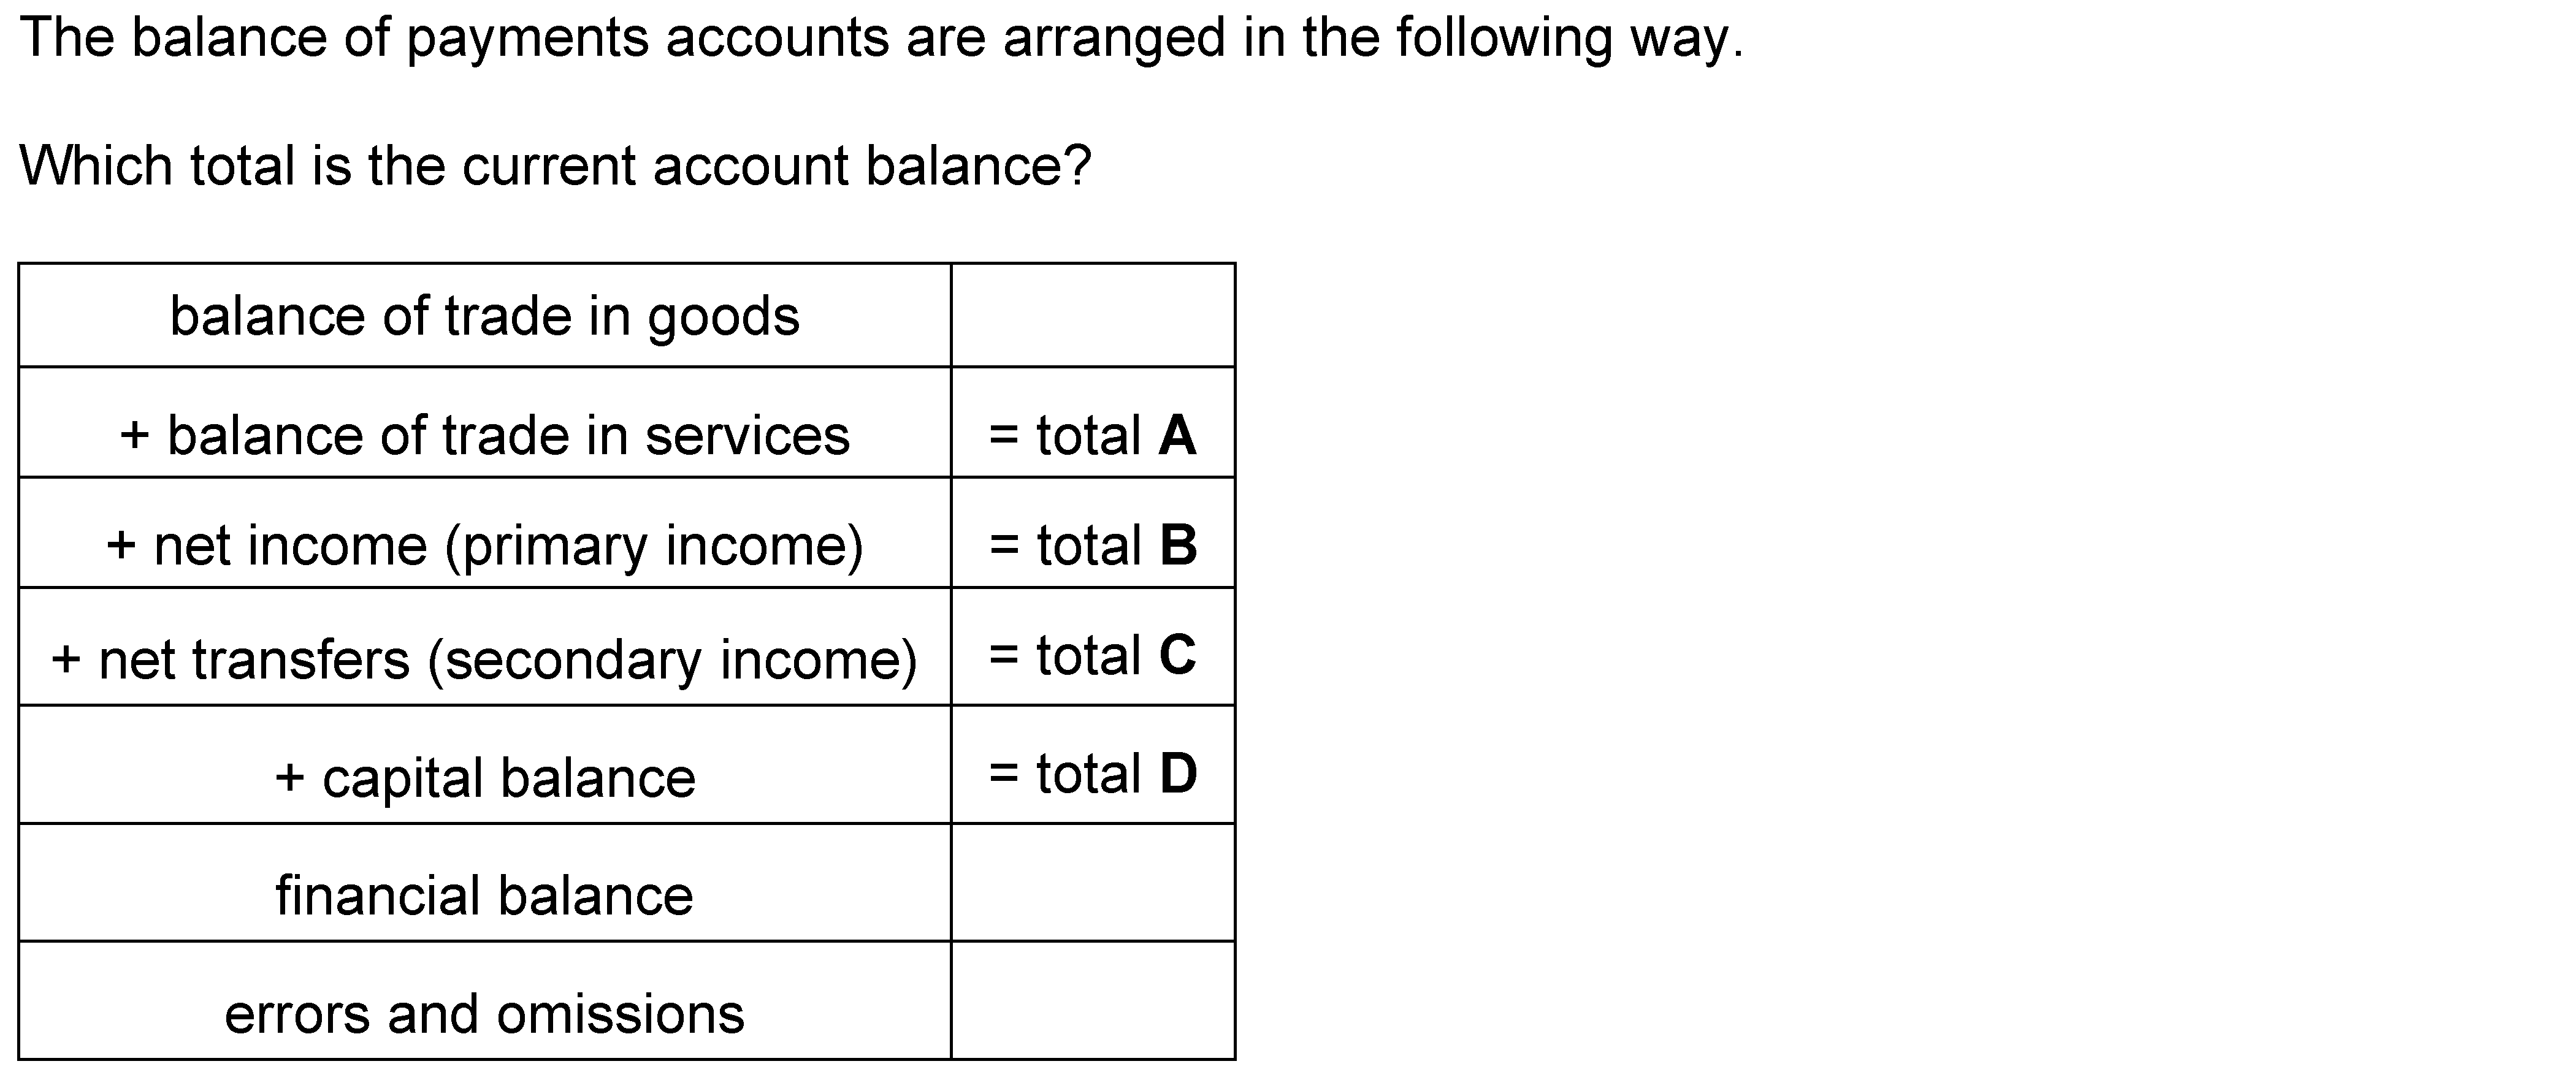 The balance of payments accounts are arranged in the following way.
Which total is the current account balance?
balance of trade in goods
+ balance of trade in services = total A
+ net income (primary income) = total B
+ net transfers (secondary income) = total C
+ capital balance = total D
financial balance
errors and omissions